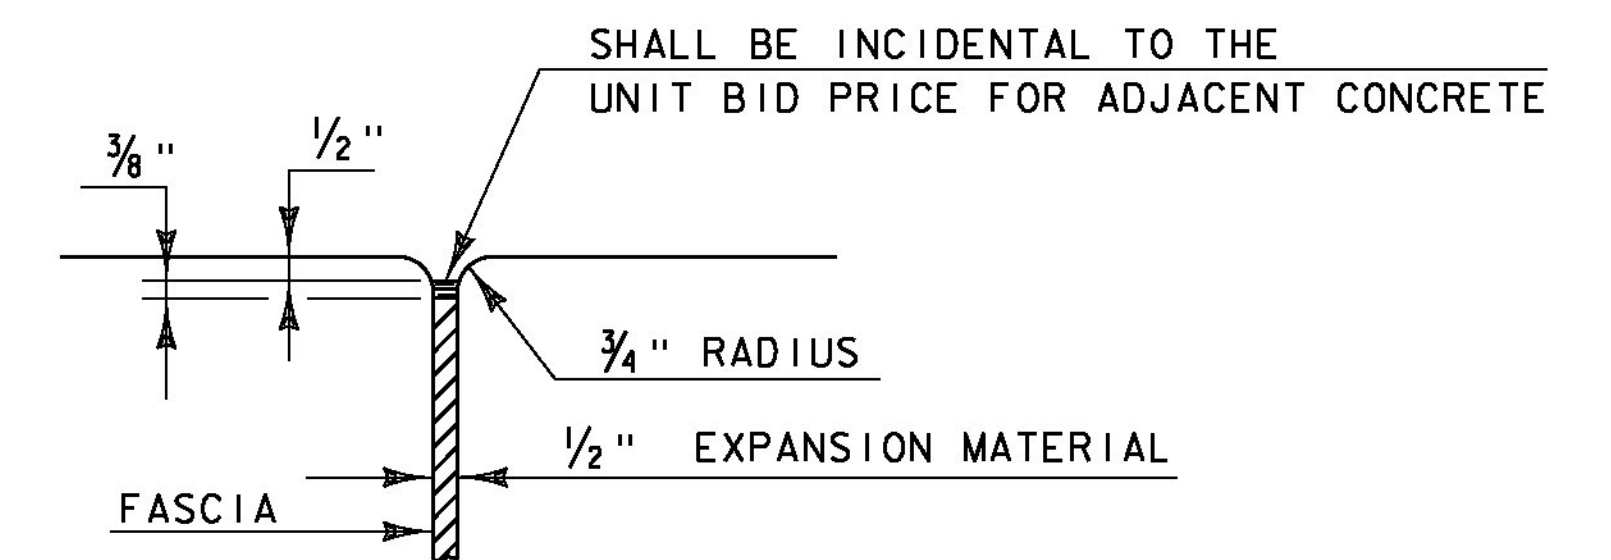 SHALL BE INCIDENTAL TO THE
UNIT BID PRICE FOR ADJACENT CONCRETE
3/8"
1/2"
3/4" RADIUS
1/2" EXPANSION MATERIAL
FASCIA